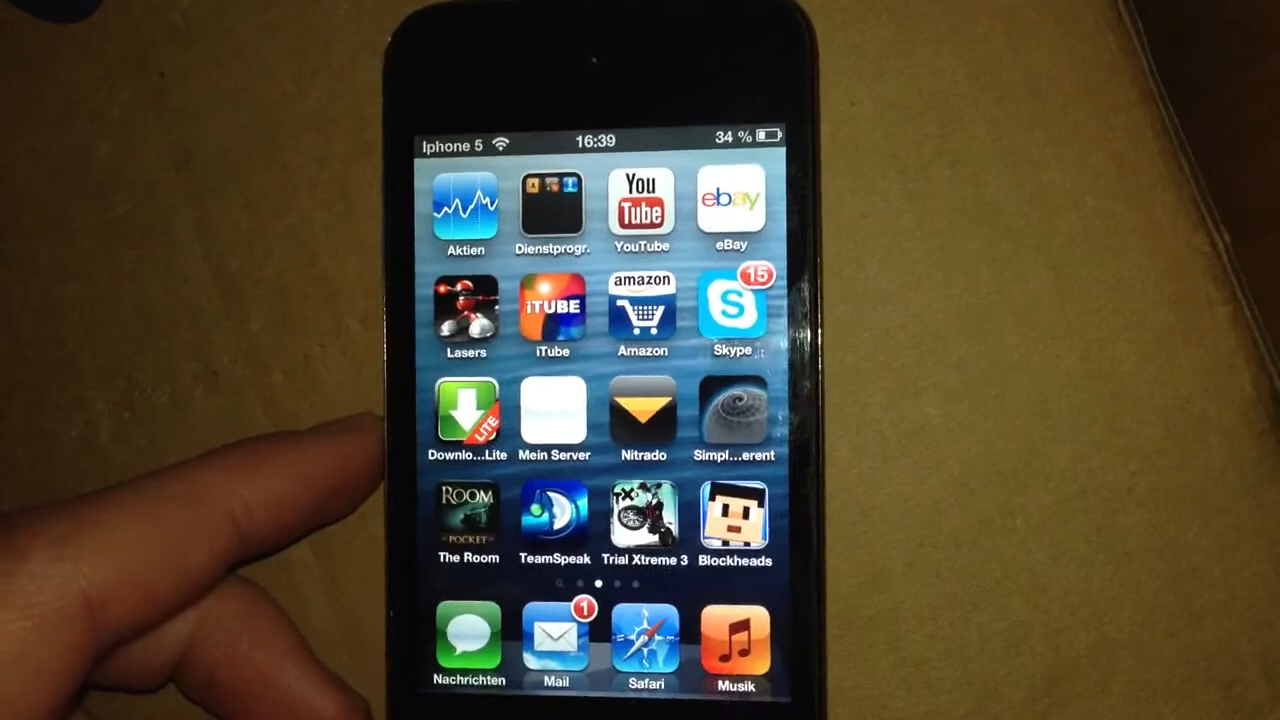 Iphone 5 16:39 34 %
You
Tube
ebay
Aktien Dienstprogr. YouTube eBay
iTUBE
amazon
S
15
Lasers iTube Amazon Skype
LITE
Downlo...Lite Mein Server Nitrado Simpl...erent
ROOM
POCKET
TX
The Room TeamSpeak Trial Xtreme 3 Blockheads
1
Nachrichten Mail Safari Musik